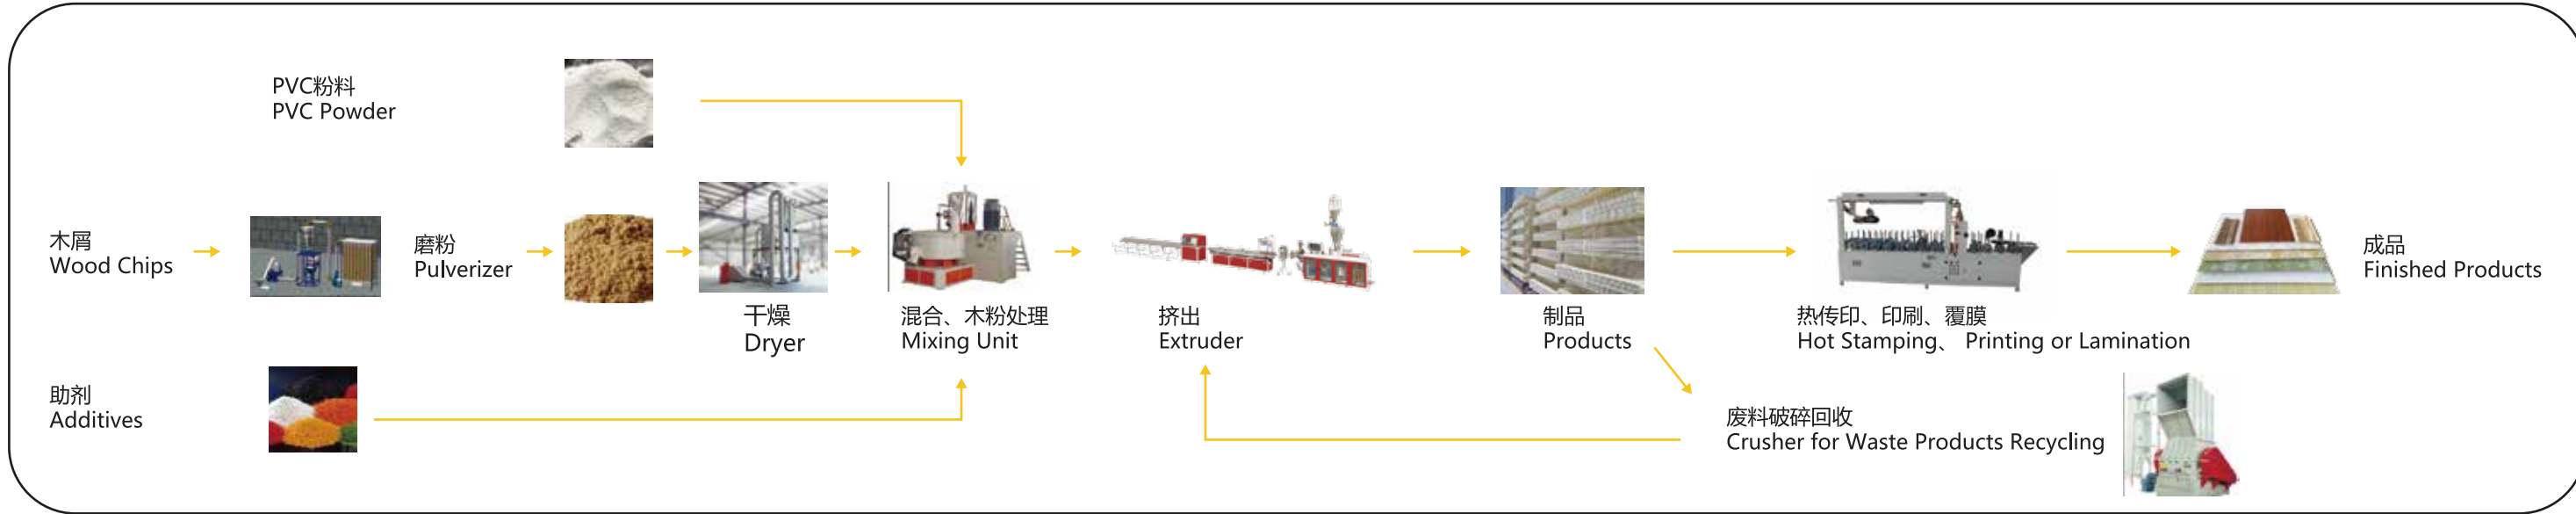 PVC粉料
PVC Powder
木屑
Wood Chips
磨粉
Pulverizer
干燥
Dryer
混合、木粉处理
Mixing Unit
挤出
Extruder
制品
Products
热传印、印刷、覆膜
Hot Stamping、 Printing or Lamination
成品
Finished Products
助剂
Additives
废料破碎回收
Crusher for Waste Products Recycling